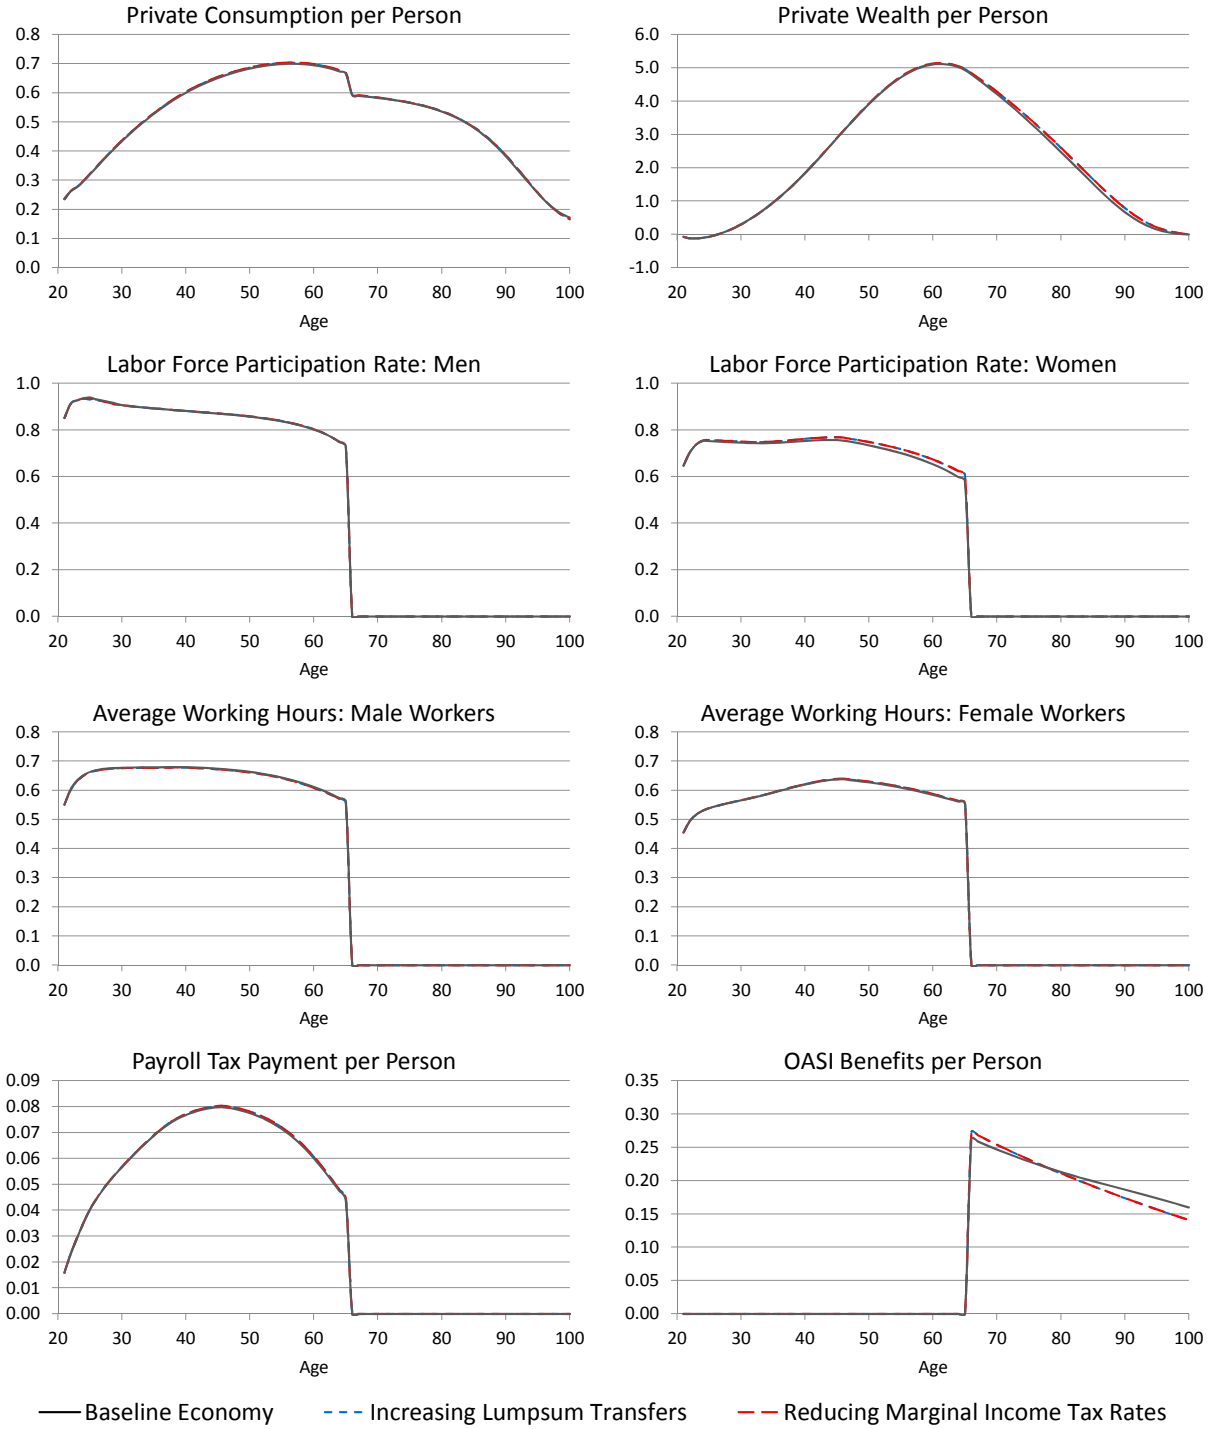 Private Consumption per Person
0.8
0.7
0.6
0.5
0.4
0.3
0.2
0.1
0.0
20 30 40 50 60 70 80 90 100
Age
Private Wealth per Person
6.0
5.0
4.0
3.0
2.0
1.0
0.0
-1.0
20 30 40 50 60 70 80 90 100
Age
Labor Force Participation Rate: Men
1.0
0.8
0.6
0.4
0.2
0.0
20 30 40 50 60 70 80 90 100
Age
Labor Force Participation Rate: Women
1.0
0.8
0.6
0.4
0.2
0.0
20 30 40 50 60 70 80 90 100
Age
Average Working Hours: Male Workers
0.8
0.7
0.6
0.5
0.4
0.3
0.2
0.1
0.0
20 30 40 50 60 70 80 90 100
Age
Average Working Hours: Female Workers
0.8
0.7
0.6
0.5
0.4
0.3
0.2
0.1
0.0
20 30 40 50 60 70 80 90 100
Age
Payroll Tax Payment per Person
0.09
0.08
0.07
0.06
0.05
0.04
0.03
0.02
0.01
0.00
20 30 40 50 60 70 80 90 100
Age
OASI Benefits per Person
0.35
0.30
0.25
0.20
0.15
0.10
0.05
0.00
20 30 40 50 60 70 80 90 100
Age
Baseline Economy Increasing Lumpsum Transfers Reducing Marginal Income Tax Rates